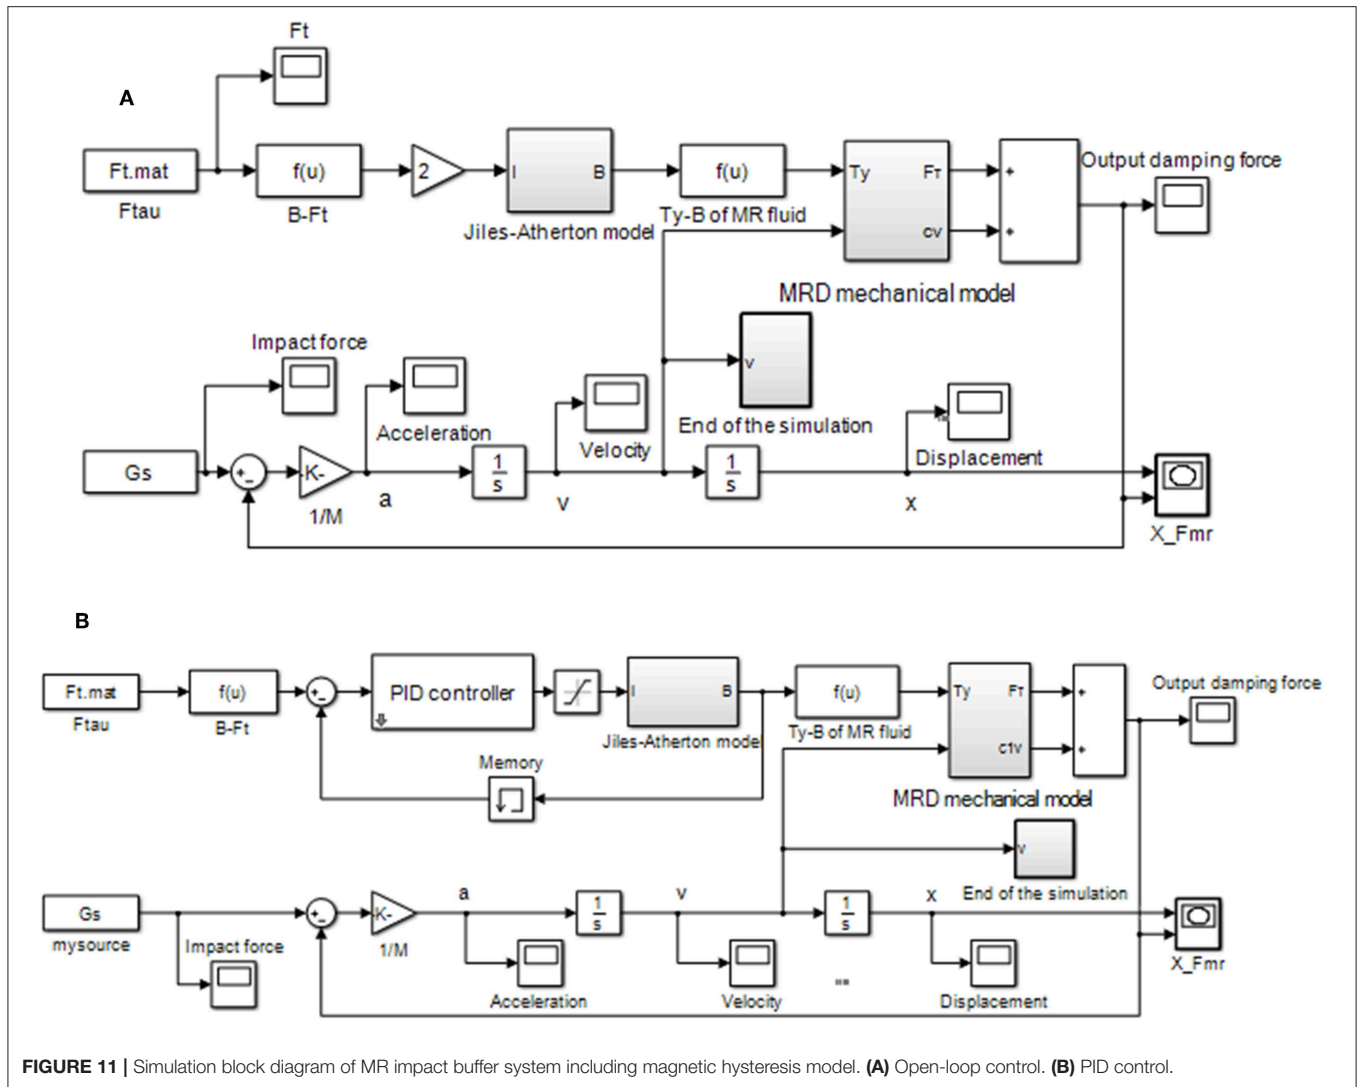 Ft
A
Ft.mat
Ftau
f(u)
B-Ft
2
I
B
Jiles-Atherton model
f(u)
Ty-B of MR fluid
Ty
FT
cv
MRD mechanical model
+
+
Output damping force
Impact force
Acceleration
Velocity
v
End of the simulation
Displacement
Gs
+
-
-K-
1/M
a
1
s
v
1
s
x
X_Fmr
B
Ft.mat
Ftau
f(u)
B-Ft
+
-
PID controller
I
B
Jiles-Atherton model
Memory
f(u)
Ty-B of MR fluid
Ty
FT
c1v
MRD mechanical model
+
+
Output damping force
v
End of the simulation
Gs
mysource
Impact force
+
-
-K-
1/M
a
Acceleration
1
s
v
Velocity
1
s
x
Displacement
X_Fmr
FIGURE 11 | Simulation block diagram of MR impact buffer system including magnetic hysteresis model. (A) Open-loop control. (B) PID control.